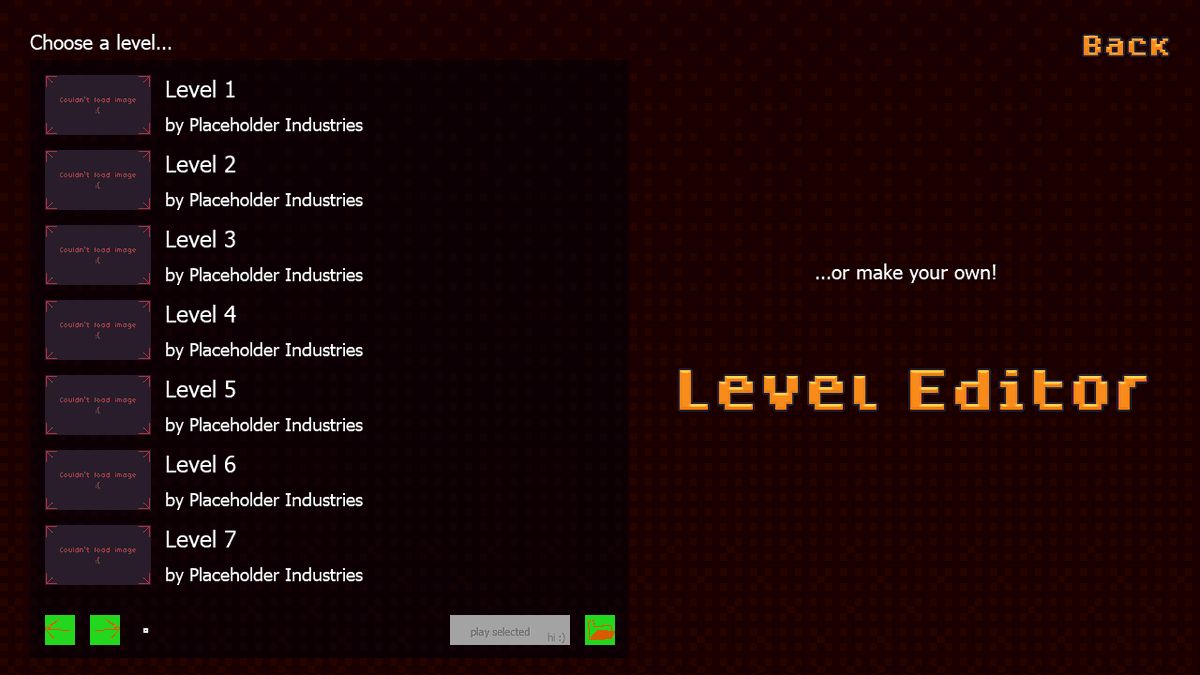 Choose a level...
Back
Couldn't load image
:(
Level 1
by Placeholder Industries
Couldn't load image
:(
Level 2
by Placeholder Industries
Couldn't load image
:(
Level 3
by Placeholder Industries
Couldn't load image
:(
Level 4
by Placeholder Industries
Couldn't load image
:(
Level 5
by Placeholder Industries
Couldn't load image
:(
Level 6
by Placeholder Industries
Couldn't load image
:(
Level 7
by Placeholder Industries
play selected
hi :)
...or make your own!
Level Editor